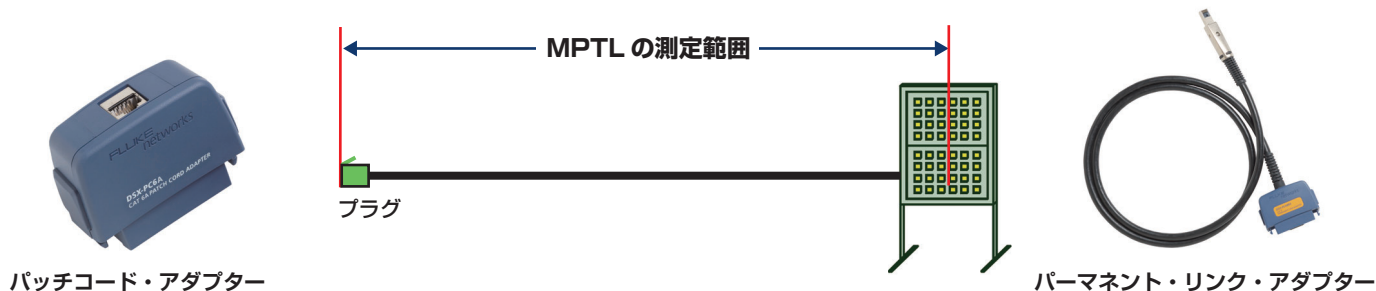 MPTL の測定範囲
FLUKE
networks
DSX-PC6A
CAT 6A PATCH CORD ADAPTER
プラグ
パッチコード・アダプター
パーマネント・リンク・アダプター